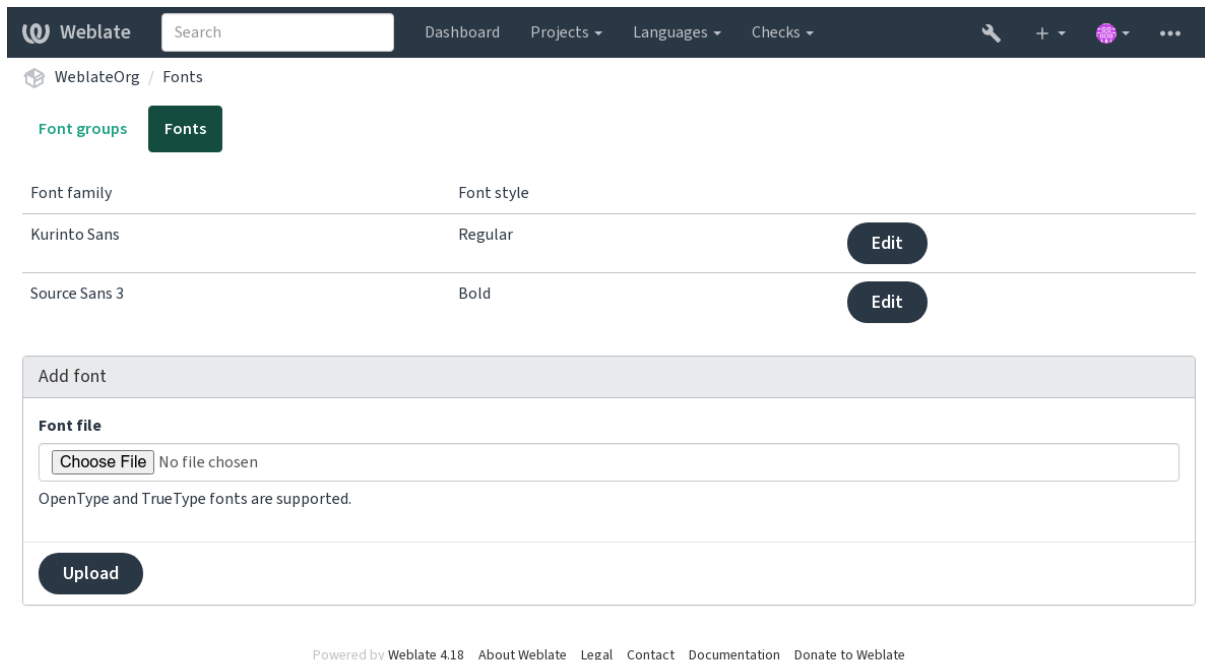 Weblate Search Dashboard Projects Languages Checks +
WeblateOrg / Fonts
Font groups Fonts
Font family Font style
Kurinto Sans Regular Edit
Source Sans 3 Bold Edit
Add font
Font file
Choose File No file chosen
OpenType and TrueType fonts are supported.
Upload
Powered by Weblate 4.18 About Weblate Legal Contact Documentation Donate to Weblate